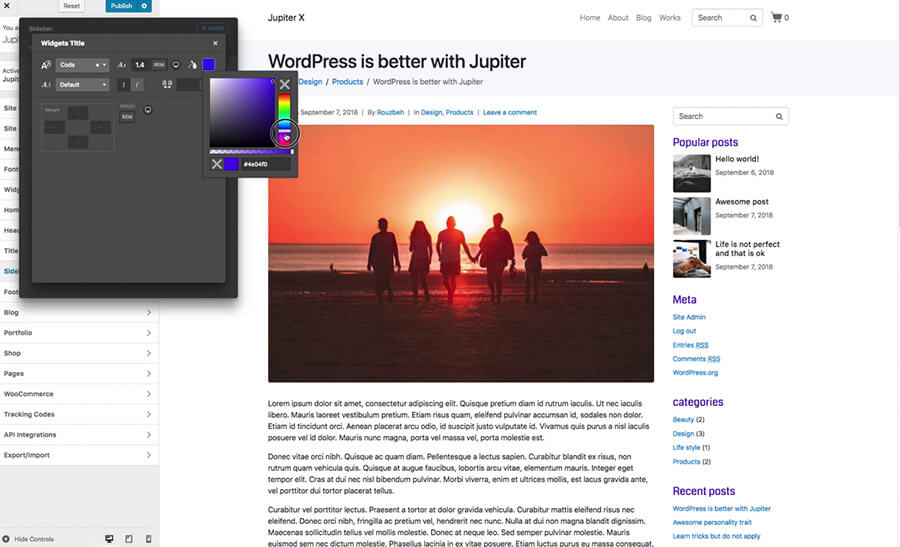 Reset
Publish
You a
Jupit
Active
Jupit
Site
Site
Men
Font
Widg
Hom
Head
Title
Sideb
Foot
Blog
Portfolio
Shop
Pages
WooCommerce
Tracking Codes
API Integrations
Export/Import
Hide Controls
Sidebar
CLOSE
Widgets Title
Coda
1.4 REM
Default
Margin
Margin
REM
#4e04f0
Jupiter X
Home About Blog Works
Search
0
WordPress is better with Jupiter
Design / Products / WordPress is better with Jupiter
September 7, 2018 | By Rouzbeh | In Design, Products | Leave a comment
Lorem ipsum dolor sit amet, consectetur adipiscing elit. Quisque pretium diam id rutrum iaculis. Ut nec iaculis
libero. Mauris laoreet vestibulum pretium. Etiam risus quam, eleifend pulvinar accumsan id, sodales non dolor.
Etiam id tincidunt orci. Aenean placerat arcu odio, id suscipit justo vulputate id. Vivamus quis purus a nisl iaculis
posuere vel id dolor. Mauris nunc magna, porta vel massa vel, porta molestie est.
Donec vitae orci nibh. Quisque ac quam diam. Pellentesque a lectus sapien. Curabitur blandit ex risus, non
rutrum quam vehicula quis. Quisque at augue faucibus, lobortis arcu vitae, elementum mauris. Integer eget
tempor elit. Cras at dui nec nisl bibendum pulvinar. Morbi viverra, enim et ultrices mollis, est lacus gravida ante,
vel porttitor dui tortor placerat tellus.
Curabitur vel porttitor lectus. Praesent a tortor at dolor gravida vehicula. Curabitur mattis eleifend risus nec
eleifend. Donec orci nibh, fringilla ac pretium vel, hendrerit nec nunc. Nulla at dui non magna blandit dignissim.
Maecenas sollicitudin tellus vel mollis molestie. Donec at neque leo. Sed semper pulvinar molestie. Mauris
euismod sem nec dictum molestie. Phasellus lacinia in ex vitae posuere. Etiam luctus purus eu massa consequat,
Search
Popular posts
Hello world!
September 6, 2018
Awesome post
September 7, 2018
Life is not perfect
and that is ok
September 7, 2018
Meta
Site Admin
Log out
Entries RSS
Comments RSS
WordPress.org
categories
Beauty (2)
Design (3)
Life style (1)
Products (2)
Recent posts
WordPress is better with Jupiter
Awesome personality trait
Learn tricks but do not apply